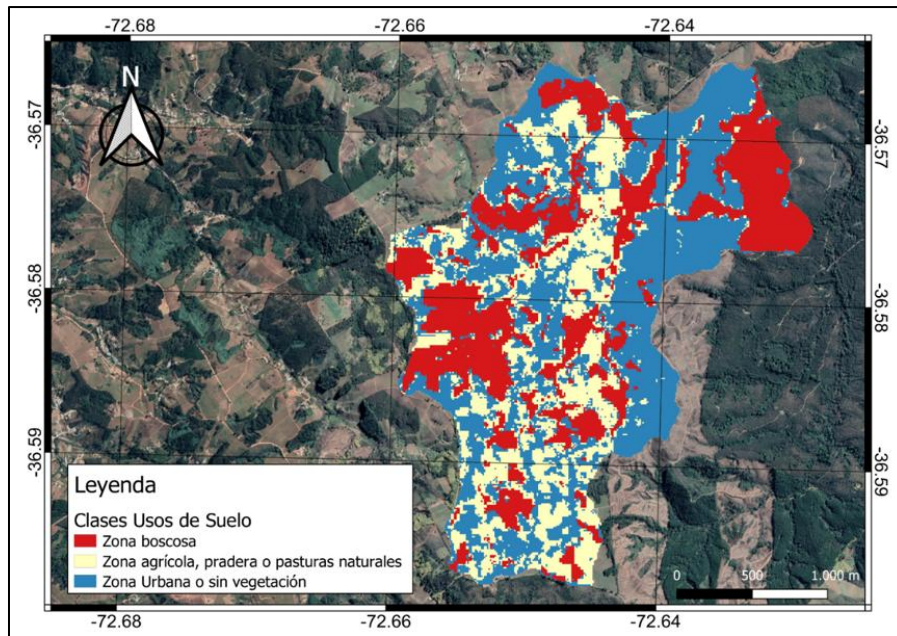 -72.68
-72.66
-72.64
N
-36.57
-36.57
-36.58
-36.58
-36.59
-36.59
Leyenda
Clases Usos de Suelo
Zona boscosa
Zona agrícola, pradera o pasturas naturales
Zona Urbana o sin vegetación
0 500 1.000 m
-72.68
-72.66
-72.64